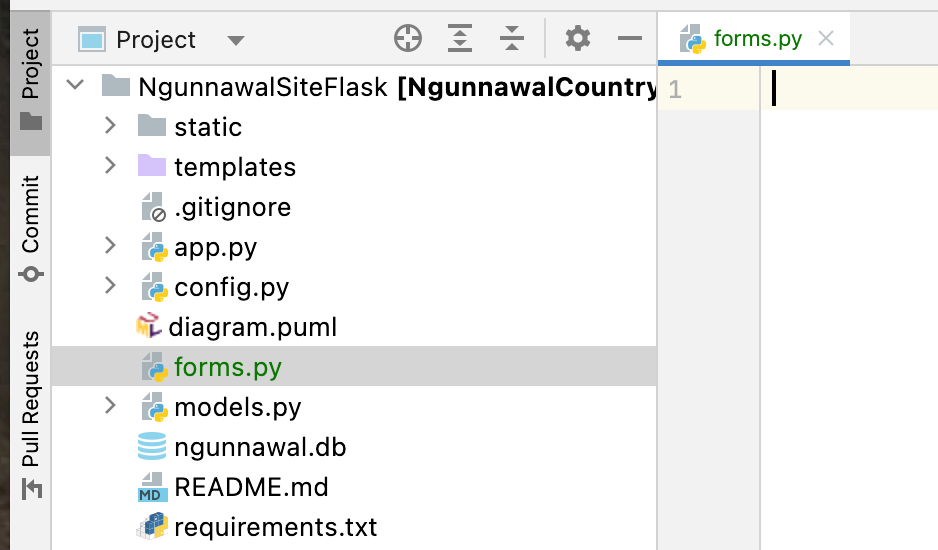 Project
Commit
Pull Requests
Project
NgunnawalSiteFlask [NgunnawalCountry
static
templates
.gitignore
app.py
config.py
diagram.puml
forms.py
models.py
ngunnawal.db
MD README.md
requirements.txt
forms.py
1